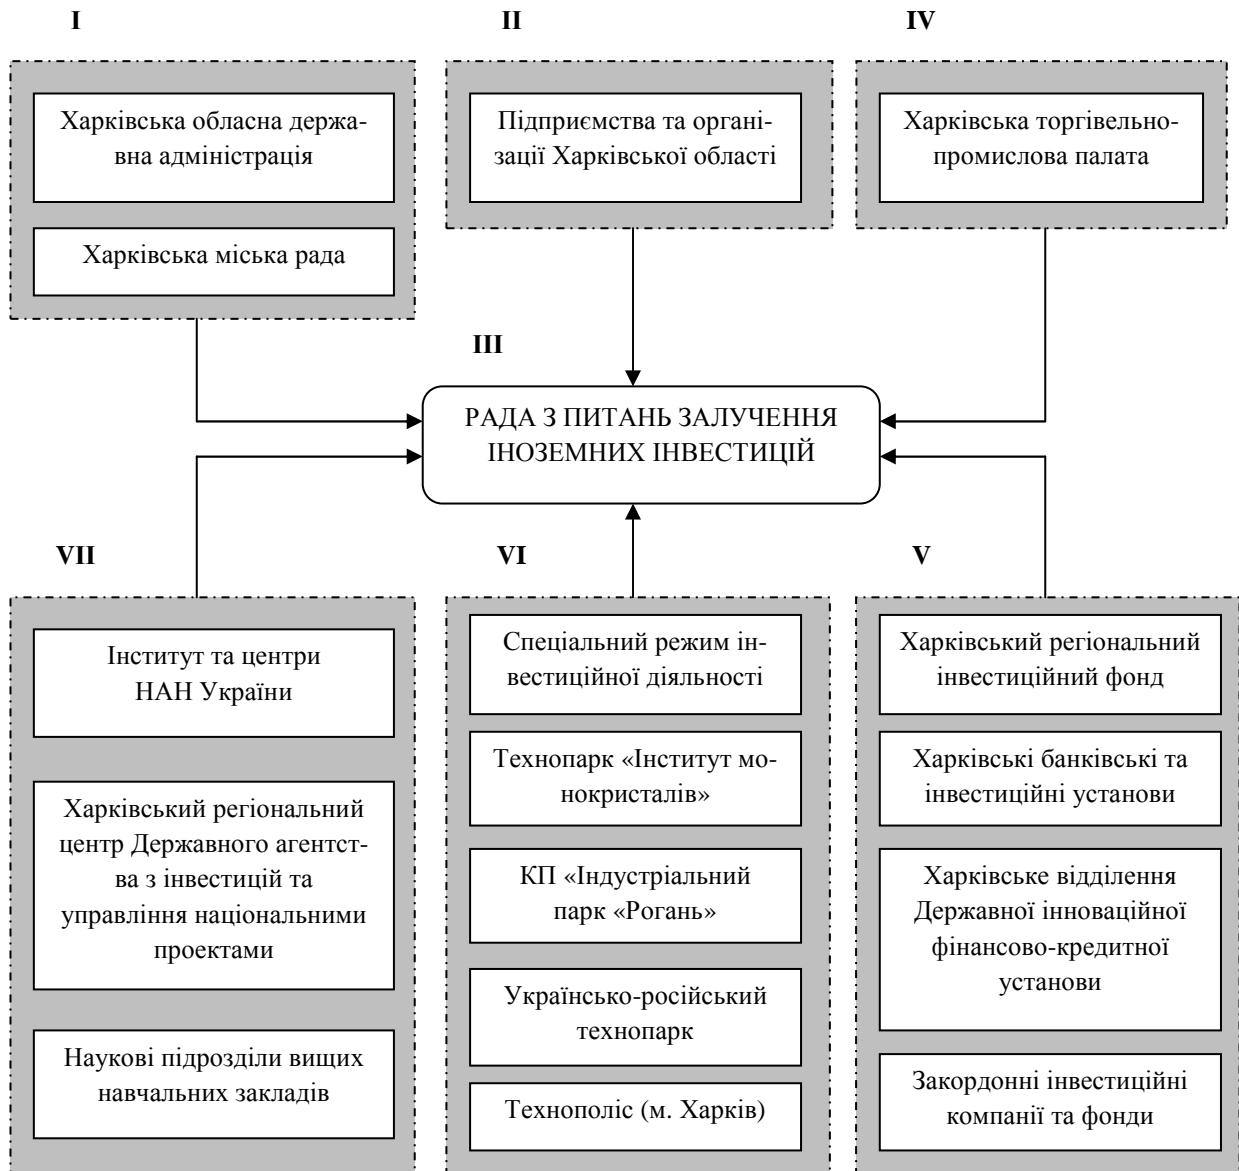 I
Харківська обласна держа-
вна адміністрація
Харківська міська рада
II
Підприємства та органі-
зації Харківської області
IV
Харківська торгівельно-
промислова палата
III
РАДА З ПИТАНЬ ЗАЛУЧЕННЯ
ІНОЗЕМНИХ ІНВЕСТИЦІЙ
VII
Інститут та центри
НАН України
Харківський регіональний
центр Державного агентст-
ва з інвестицій та
управління національними
проектами
Наукові підрозділи вищих
навчальних закладів
VI
Спеціальний режим ін-
вестиційної діяльності
Технопарк «Інститут мо-
нокристалів»
КП «Індустріальний
парк «Рогань»
Українсько-російський
технопарк
Технополіс (м. Харків)
V
Харківський регіональний
інвестиційний фонд
Харківські банківські та
інвестиційні установи
Харківське відділення
Державної інноваційної
фінансово-кредитної
установи
Закордонні інвестиційні
компанії та фонди